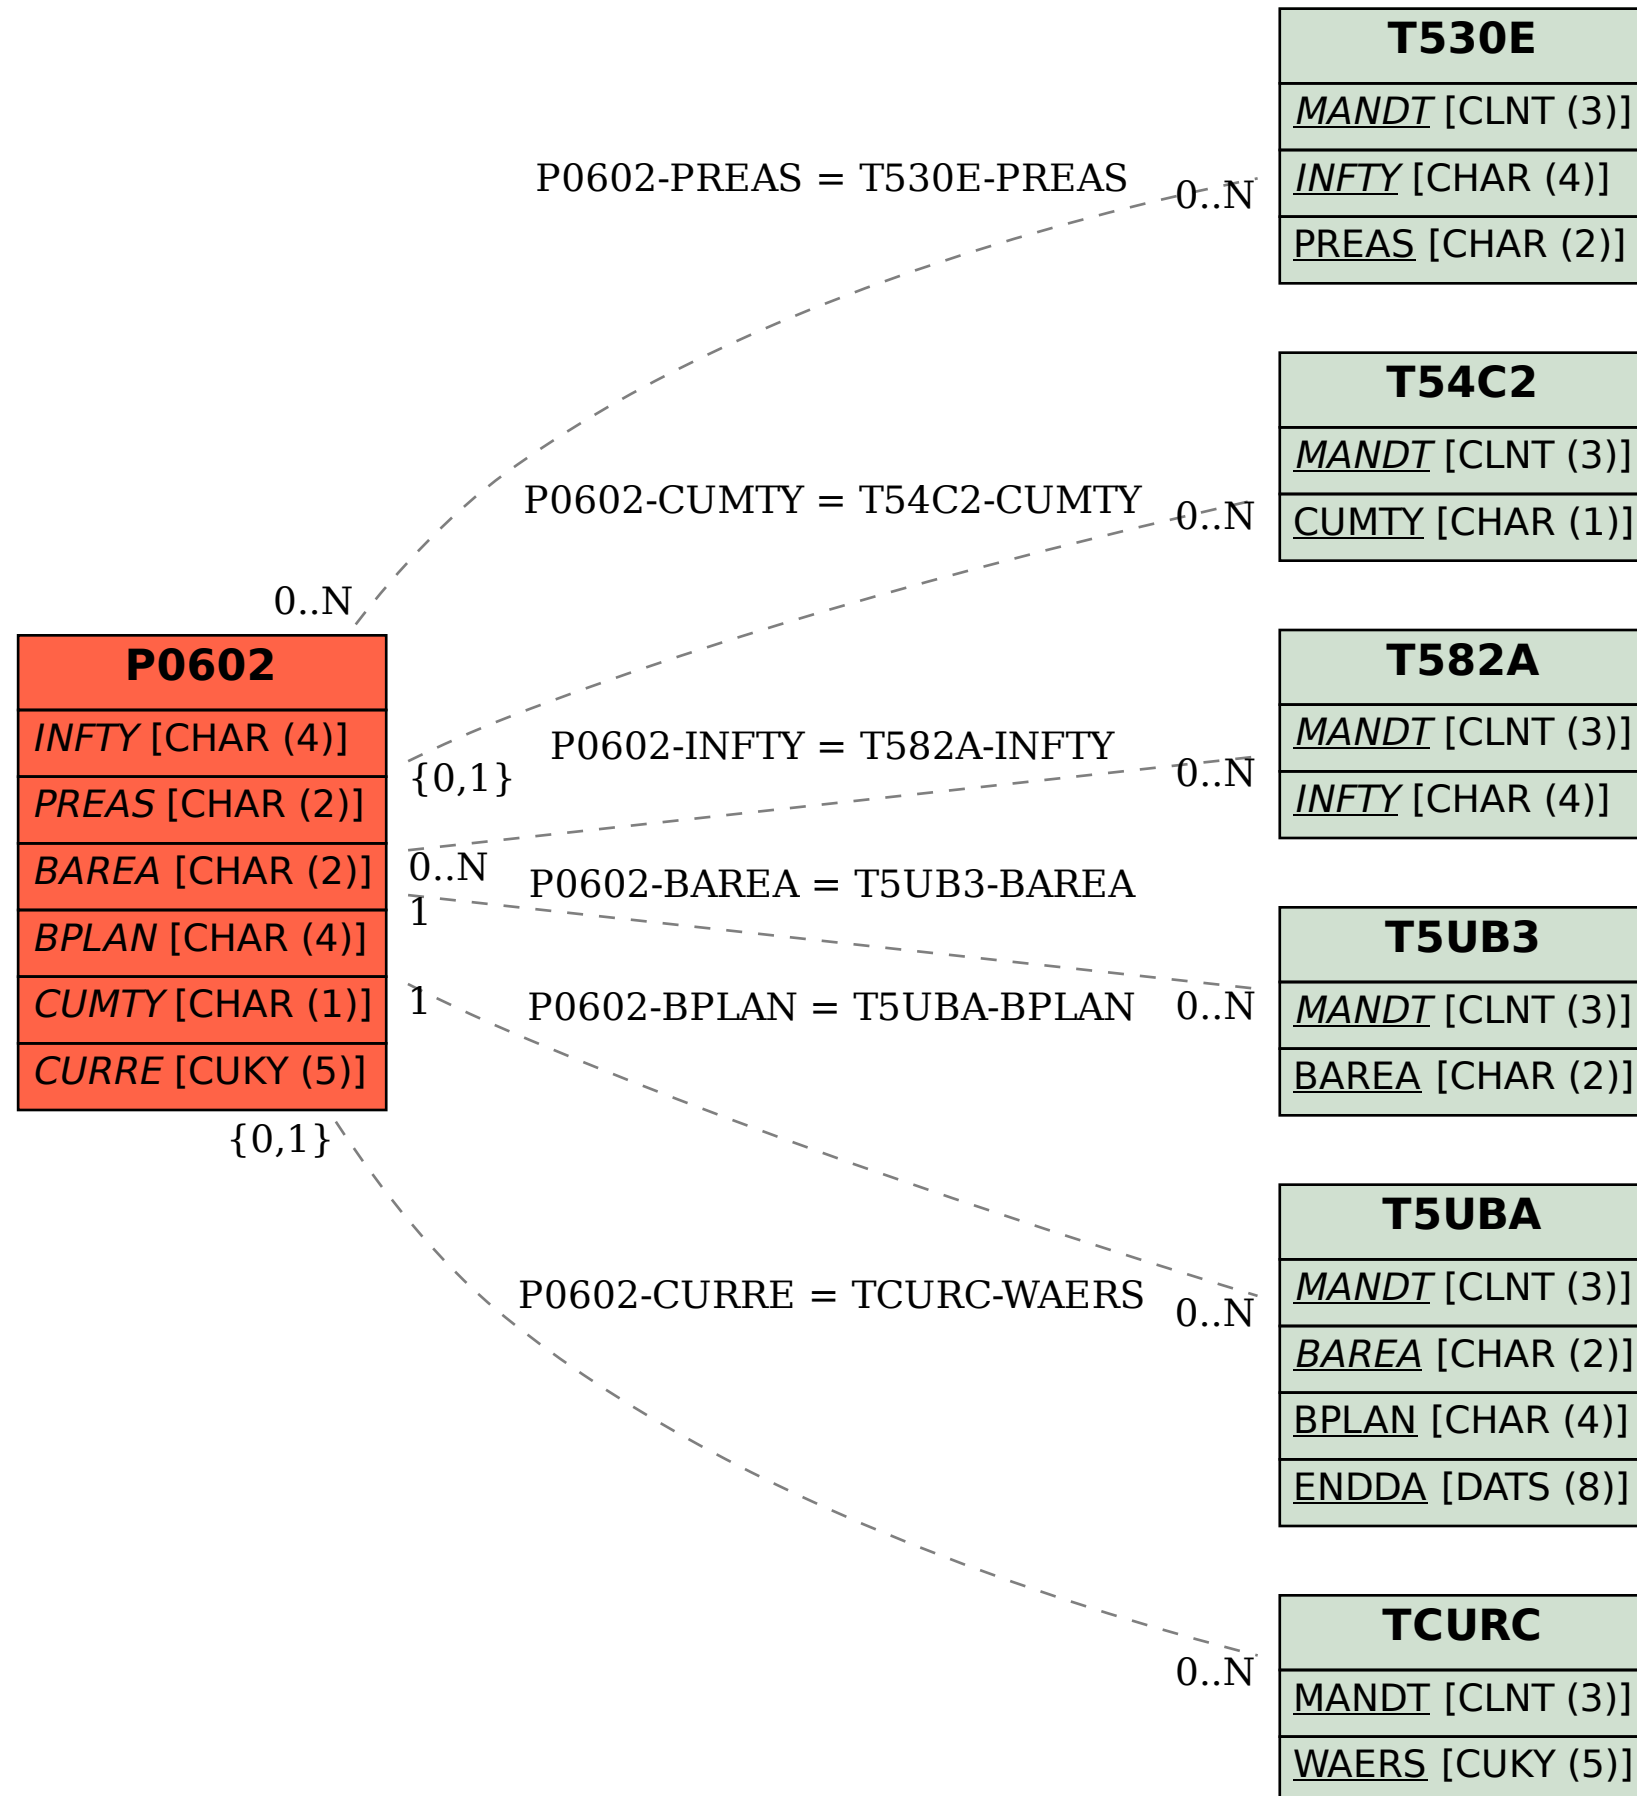 T530E
MANDT [CLNT (3)]
INFTY [CHAR (4)]
PREAS [CHAR (2)]
P0602-PREAS = T530E-PREAS
0..N
0..N
T54C2
MANDT [CLNT (3)]
CUMTY [CHAR (1)]
P0602-CUMTY = T54C2-CUMTY
0..N
{0,1}
P0602
INFTY [CHAR (4)]
PREAS [CHAR (2)]
BAREA [CHAR (2)]
BPLAN [CHAR (4)]
CUMTY [CHAR (1)]
CURRE [CUKY (5)]
T582A
MANDT [CLNT (3)]
INFTY [CHAR (4)]
P0602-INFTY = T582A-INFTY
0..N
0..N
P0602-BAREA = T5UB3-BAREA
1
0..N
T5UB3
MANDT [CLNT (3)]
BAREA [CHAR (2)]
P0602-BPLAN = T5UBA-BPLAN
1
0..N
T5UBA
MANDT [CLNT (3)]
BAREA [CHAR (2)]
BPLAN [CHAR (4)]
ENDDA [DATS (8)]
P0602-CURRE = TCURC-WAERS
{0,1}
0..N
TCURC
MANDT [CLNT (3)]
WAERS [CUKY (5)]